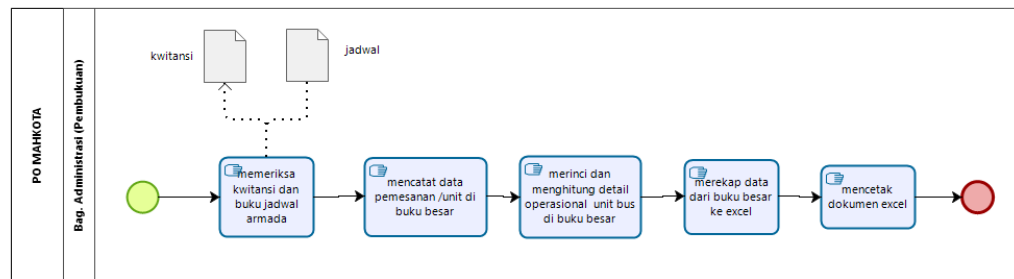 PO MAHKOTA
Bag. Administrasi (Pembukuan)
kwitansi
jadwal
memeriksa
kwitansi dan
buku jadwal
armada
mencatat data
pemesanan /unit di
buku besar
merinci dan
menghitung detail
operasional unit bus
di buku besar
merekap data
dari buku besar
ke excel
mencetak
dokumen excel